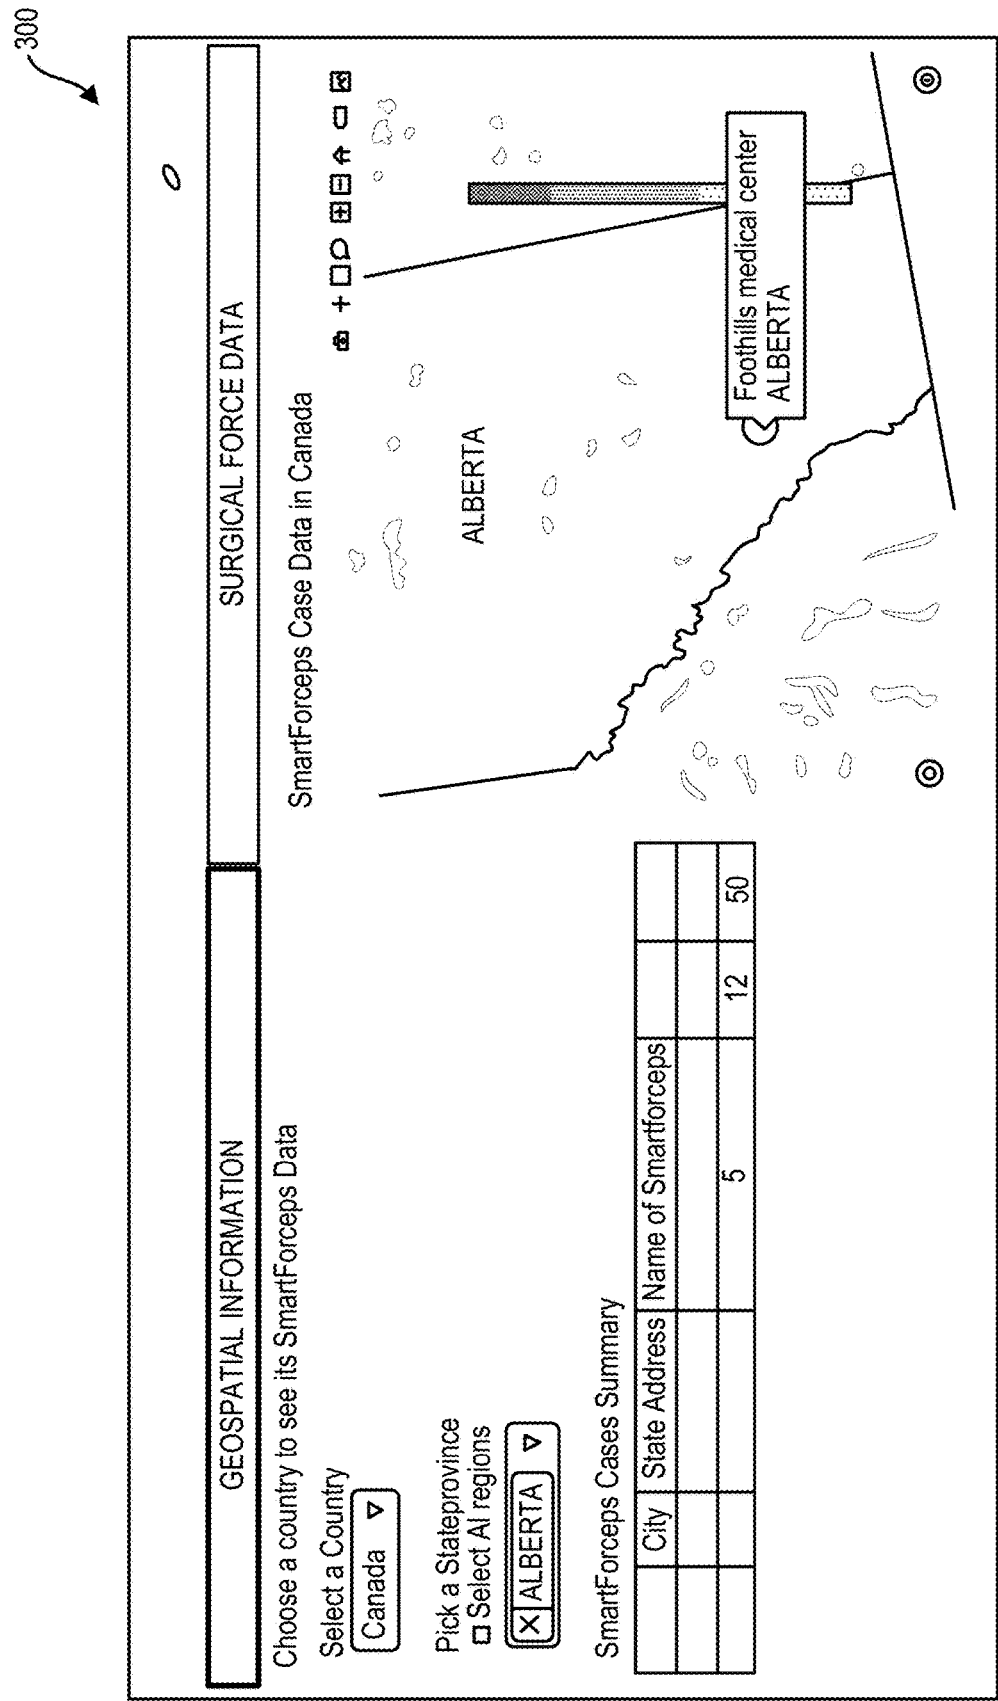 300
GEOSPATIAL INFORMATION
SURGICAL FORCE DATA
Choose a country to see its SmartForceps Data
Select a Country
Canada
Pick a Stateprovince
Select AI regions
X ALBERTA
SmartForceps Cases Summary
City State Address Name of Smartforceps
5 12 50
SmartForceps Case Data in Canada
ALBERTA
Foothills medical center
ALBERTA